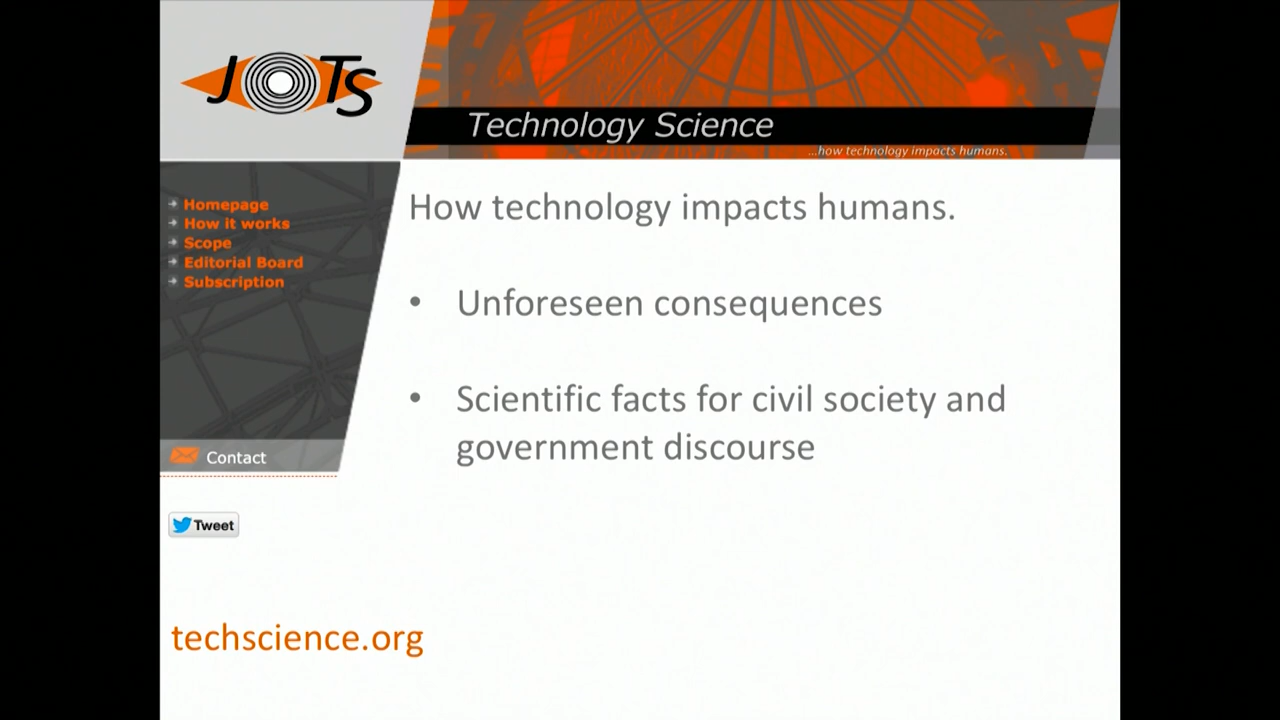 JOTS
Technology Science
...how technology impacts humans.
Homepage
How it works
Scope
Editorial Board
Subscription
Contact
Tweet
How technology impacts humans.
• Unforeseen consequences
• Scientific facts for civil society and
government discourse
techscience.org